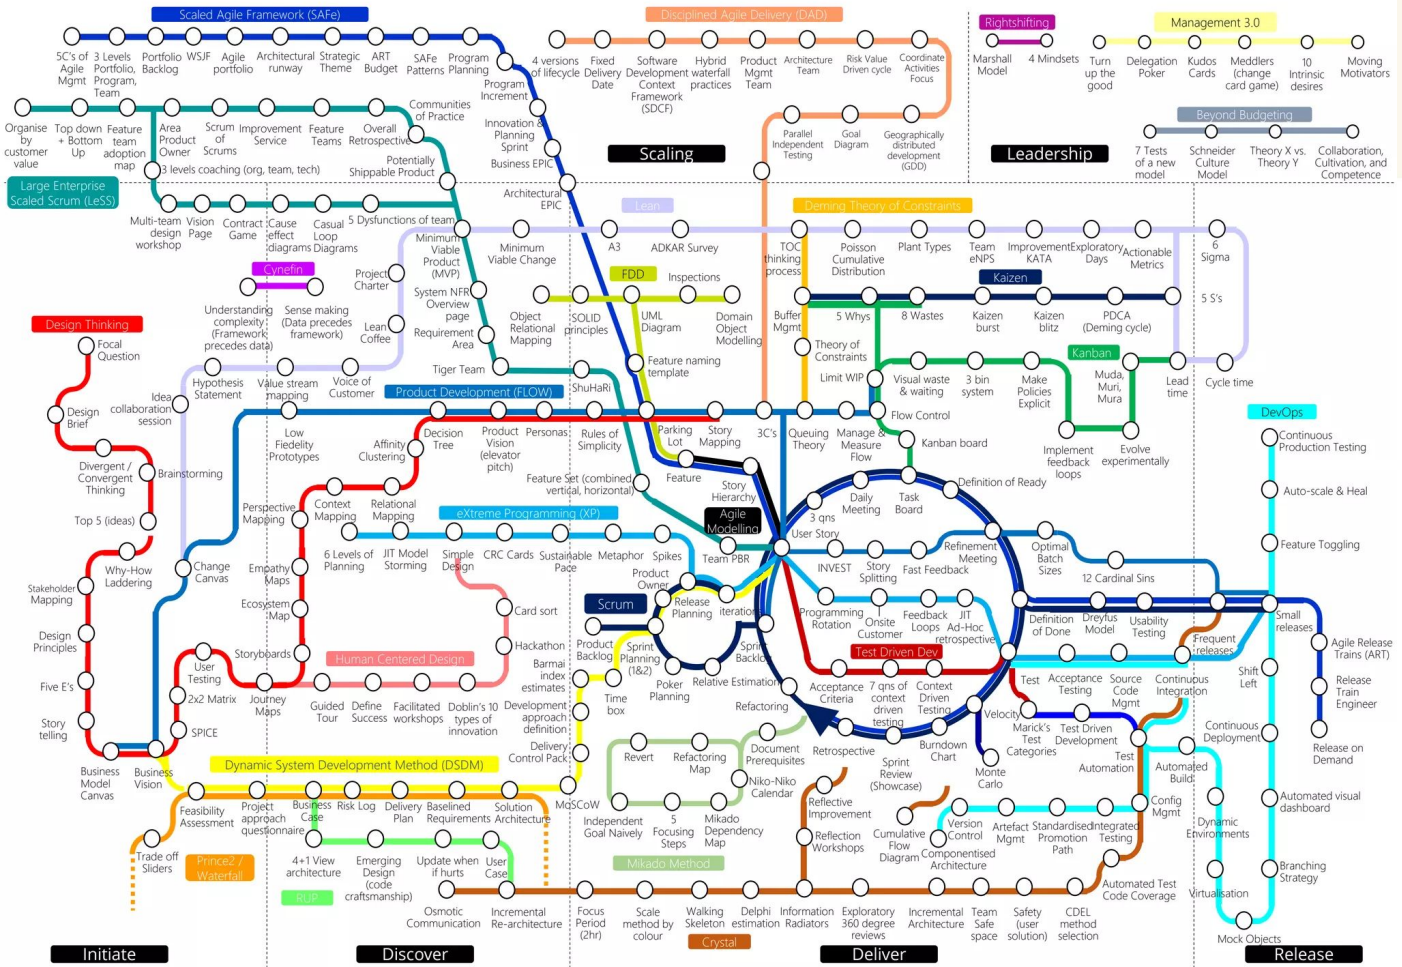 Scaled Agile Framework (SAFe)
5C's of
Agile
Mgmt
3 Levels
Portfolio,
Program,
Team
Portfolio
Backlog
WSJF
Agile
portfolio
Architectural
runway
Strategic
Theme
ART
Budget
SAFe
Patterns
Program
Planning
Program
Increment
Innovation &
Planning
Sprint
Business EPIC
Architectural
EPIC
Disciplined Agile Delivery (DAD)
4 versions
of lifecycle
Fixed
Delivery
Date
Software
Development
Context
Framework
(SDCF)
Hybrid
waterfall
practices
Product
Mgmt
Team
Architecture
Team
Risk Value
Driven cycle
Coordinate
Activities
Focus
Parallel
Independent
Testing
Goal
Diagram
Geographically
distributed
development
(GDD)
Scaling
Rightshifting
Marshall
Model
4 Mindsets
Management 3.0
Turn
up the
good
Delegation
Poker
Kudos
Cards
Meddlers
(change
card game)
10
Intrinsic
desires
Moving
Motivators
Beyond Budgeting
7 Tests
of a new
model
Schneider
Culture
Model
Theory X vs.
Theory Y
Collaboration,
Cultivation, and
Competence
Leadership
Organise
by
customer
value
Top down
+ Bottom
Up
Feature
team
adoption
map
Area
Product
Owner
Scrum
of
Scrums
Improvement
Service
Feature
Teams
Overall
Retrospective
Communities
of Practice
Potentially
Shippable Product
3 levels coaching (org, team, tech)
Large Enterprise
Scaled Scrum (LeSS)
Multi-team
design
workshop
Vision
Page
Contract
Game
Cause
effect
diagrams
Casual
Loop
Diagrams
5 Dysfunctions of team
Minimum
Viable
Product
(MVP)
System NFR
Overview
page
Requirement
Area
Tiger Team
ShuHaRi
Lean
Minimum
Viable Change
A3
ADKAR Survey
Deming Theory of Constraints
TOC
thinking
process
Poisson
Cumulative
Distribution
Plant Types
Team
eNPS
Improvement
KATA
Exploratory
Days
Actionable
Metrics
6
Sigma
5 S's
Cynefin
Understanding
complexity
(Framework
precedes data)
Sense making
(Data precedes
framework)
Project
Charter
Lean
Coffee
FDD
Inspections
Object
Relational
Mapping
SOLID
principles
UML
Diagram
Domain
Object
Modelling
Feature naming
template
Kaizen
Buffer
Mgmt
5 Whys
8 Wastes
Kaizen
burst
Kaizen
blitz
PDCA
(Deming cycle)
Theory of
Constraints
Limit WIP
Kanban
Visual waste
& waiting
3 bin
system
Make
Policies
Explicit
Muda,
Muri,
Mura
Lead
time
Cycle time
Implement
feedback
loops
Evolve
experimentally
Design Thinking
Focal
Question
Design
Brief
Divergent /
Convergent
Thinking
Brainstorming
Top 5 (ideas)
Why-How
Laddering
Stakeholder
Mapping
Design
Principles
Five E's
Story
telling
Business
Model
Canvas
Business
Vision
SPICE
2x2 Matrix
User
Testing
Journey
Maps
Storyboards
Ecosystem
Map
Empathy
Maps
Perspective
Mapping
Context
Mapping
Relational
Mapping
Affinity
Clustering
Hypothesis
Statement
Value stream
mapping
Voice of
Customer
Idea
collaboration
session
Change
Canvas
Product Development (FLOW)
Low
Fiedelity
Prototypes
Decision
Tree
Product
Vision
(elevator
pitch)
Personas
Rules of
Simplicity
Parking
Lot
Story
Mapping
3C's
Queuing
Theory
Manage &
Measure
Flow
Flow Control
Kanban board
Feature
Story
Hierarchy
Feature Set (combined,
vertical, horizontal)
Agile
Modelling
Team PBR
eXtreme Programming (XP)
6 Levels of
Planning
JIT Model
Storming
Simple
Design
CRC Cards
Sustainable
Pace
Metaphor
Spikes
Card sort
Hackathon
Human Centered Design
Guided
Tour
Define
Success
Facilitated
workshops
Doblin's 10
types of
innovation
Scrum
Product
Backlog
Product
Owner
Release
Planning
iterations
Sprint
Planning
(1&2)
Poker
Planning
Relative Estimation
Sprint
Backlog
3 qns
Daily
Meeting
Task
Board
Definition of Ready
User Story
INVEST
Story
Splitting
Fast Feedback
Refinement
Meeting
Optimal
Batch
Sizes
12 Cardinal Sins
Programming
Rotation
Onsite
Customer
Feedback
Loops
JIT
Ad-Hoc
retrospective
Definition
of Done
Dreyfus
Model
Usability
Testing
Frequent
releases
Small
releases
Test Driven Dev
Acceptance
Criteria
7 qns of
context
driven
testing
Context
Driven
Testing
Test
Acceptance
Testing
Source
Code
Mgmt
Continuous
Integration
Refactoring
Retrospective
Sprint
Review
(Showcase)
Burndown
Chart
Velocity
Monte
Carlo
Marick's
Test
Categories
Test Driven
Development
Test
Automation
Automated
Build
DevOps
Continuous
Production Testing
Auto-scale & Heal
Feature Toggling
Shift
Left
Continuous
Deployment
Automated visual
dashboard
Branching
Strategy
Mock Objects
Virtualisation
Dynamic
Environments
Agile Release
Trains (ART)
Release
Train
Engineer
Release on
Demand
Barmai
index
estimates
Time
box
Development
approach
definition
Delivery
Control Pack
MoSCoW
Dynamic System Development Method (DSDM)
Feasibility
Assessment
Project
approach
questionnaire
Business
Case
Risk Log
Delivery
Plan
Baselined
Requirements
Solution
Architecture
Trade off
Sliders
Prince2 /
Waterfall
4+1 View
architecture
Emerging
Design
(code
craftsmanship)
Update when
if hurts
User
Case
RUP
Revert
Refactoring
Map
Document
Prerequisites
Niko-Niko
Calendar
Independent
Goal Naively
5
Focusing
Steps
Mikado
Dependency
Map
Mikado Method
Reflective
Improvement
Reflection
Workshops
Cumulative
Flow
Diagram
Version
Control
Componentised
Architecture
Artefact
Mgmt
Standardised
Promotion
Path
Integrated
Testing
Config
Mgmt
Automated Test
Code Coverage
Osmotic
Communication
Incremental
Re-architecture
Focus
Period
(2hr)
Scale
method by
colour
Walking
Skeleton
Delphi
estimation
Information
Radiators
Exploratory
360 degree
reviews
Incremental
Architecture
Team
Safe
space
Safety
(user
solution)
CDEL
method
selection
Crystal
Initiate
Discover
Deliver
Release